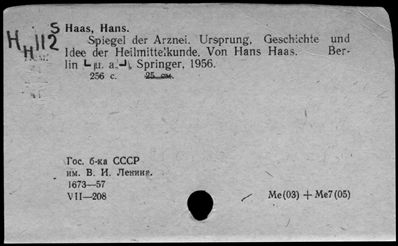 S
H 112
H
Haas, Hans.
Spiegel der Arznei. Ursprung, Geschichte und
Idee der Heilmittelkunde. Von Hans Haas. Ber-
lin [u. a.], Springer, 1956.
256 с. 25 см.
Гос. б-ка СССР
им. В. И. Ленина.
1673—57
VII—208
Ме(03) + Ме7(05)